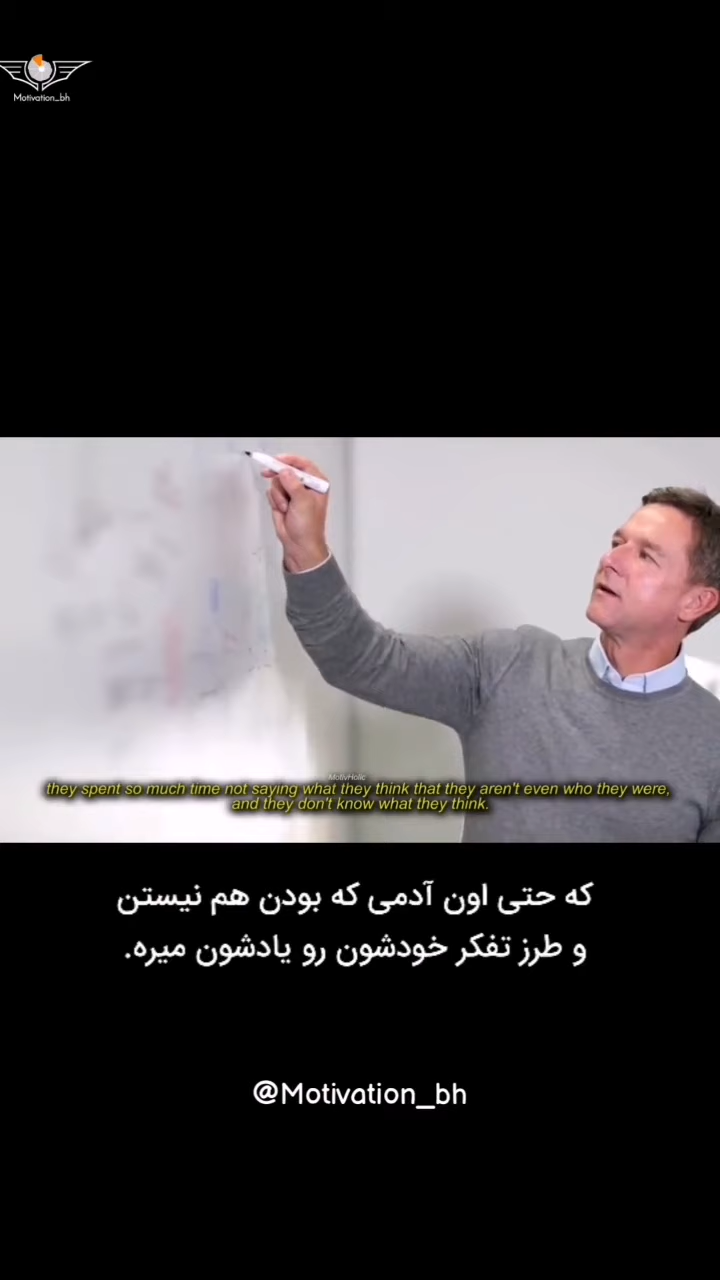 Motivation_bh
MotivHolic
they spent so much time not saying what they think that they aren't even who they were,
and they don't know what they think.
که حتی اون آدمی که بودن هم نیستن
و طرز تفکر خودشون رو یادشون میره.
@Motivation_bh